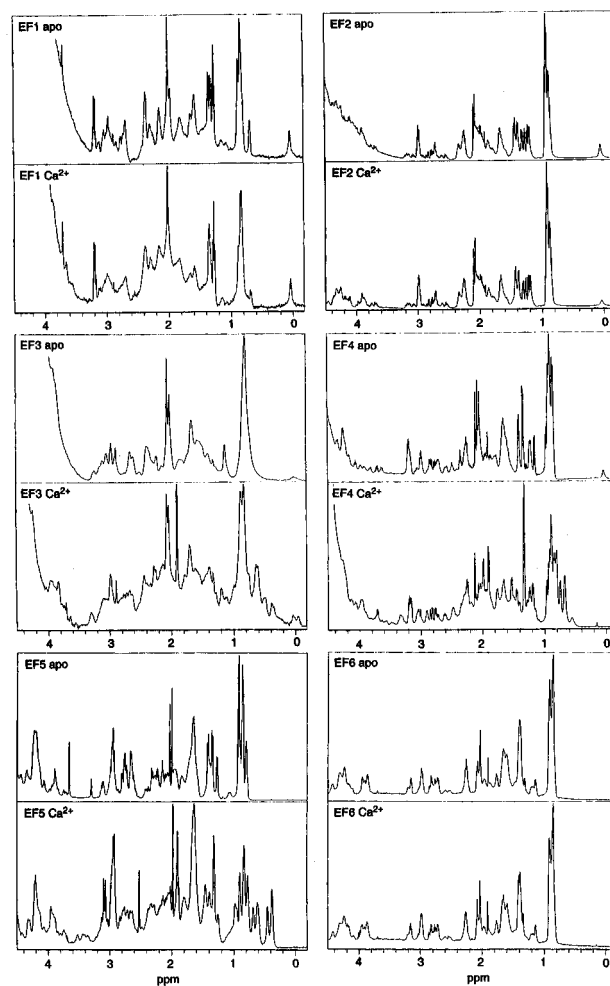 EF1 apo
EF1 Ca2+
4 3 2 1 0
EF2 apo
EF2 Ca2+
4 3 2 1 0
EF3 apo
EF3 Ca2+
4 3 2 1 0
EF4 apo
EF4 Ca2+
4 3 2 1 0
EF5 apo
EF5 Ca2+
4 3 2 1 0
ppm
EF6 apo
EF6 Ca2+
4 3 2 1 0
ppm